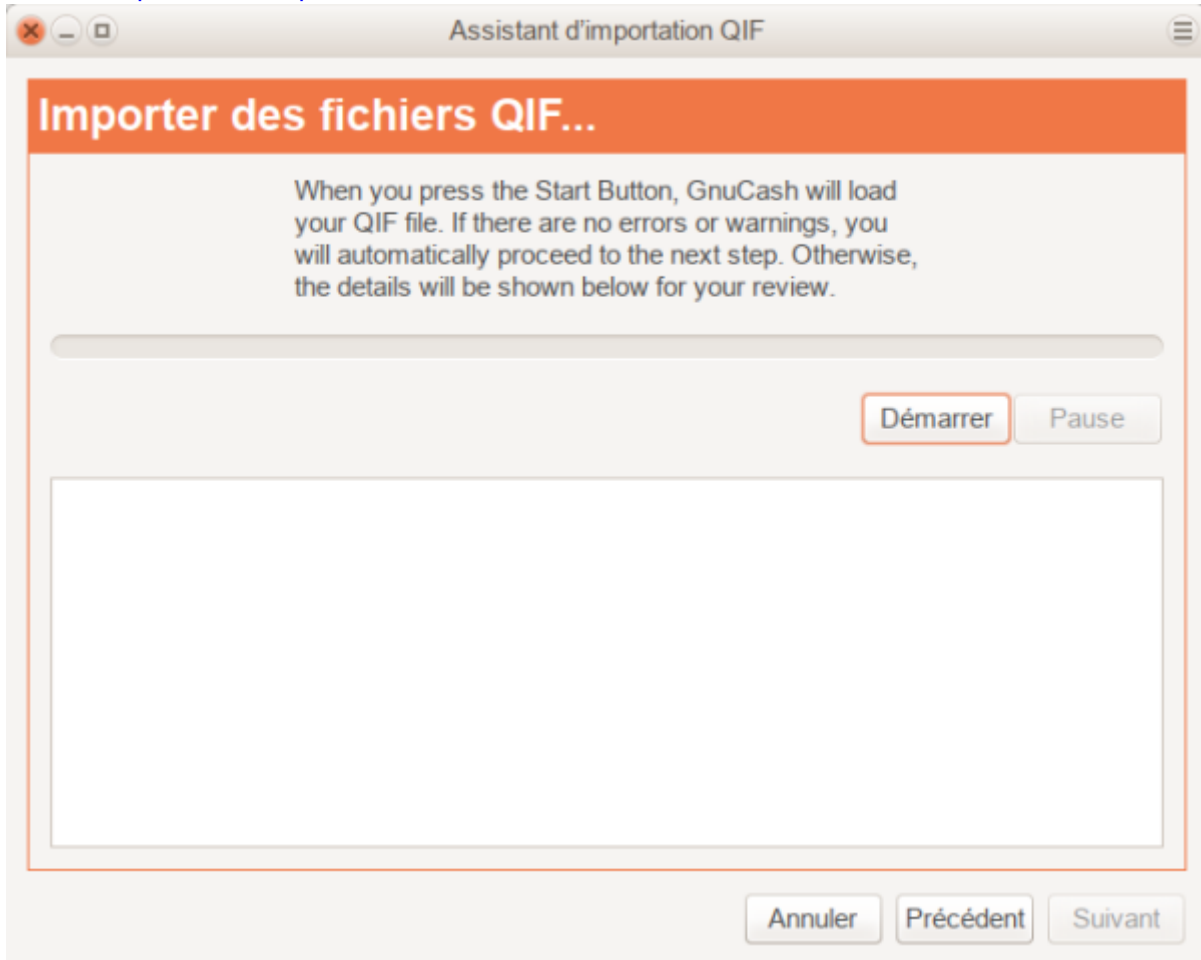 Assistant d'importation QIF
Importer des fichiers QIF...
When you press the Start Button, GnuCash will load
your QIF file. If there are no errors or warnings, you
will automatically proceed to the next step. Otherwise,
the details will be shown below for your review.
Démarrer Pause
Annuler Précédent Suivant